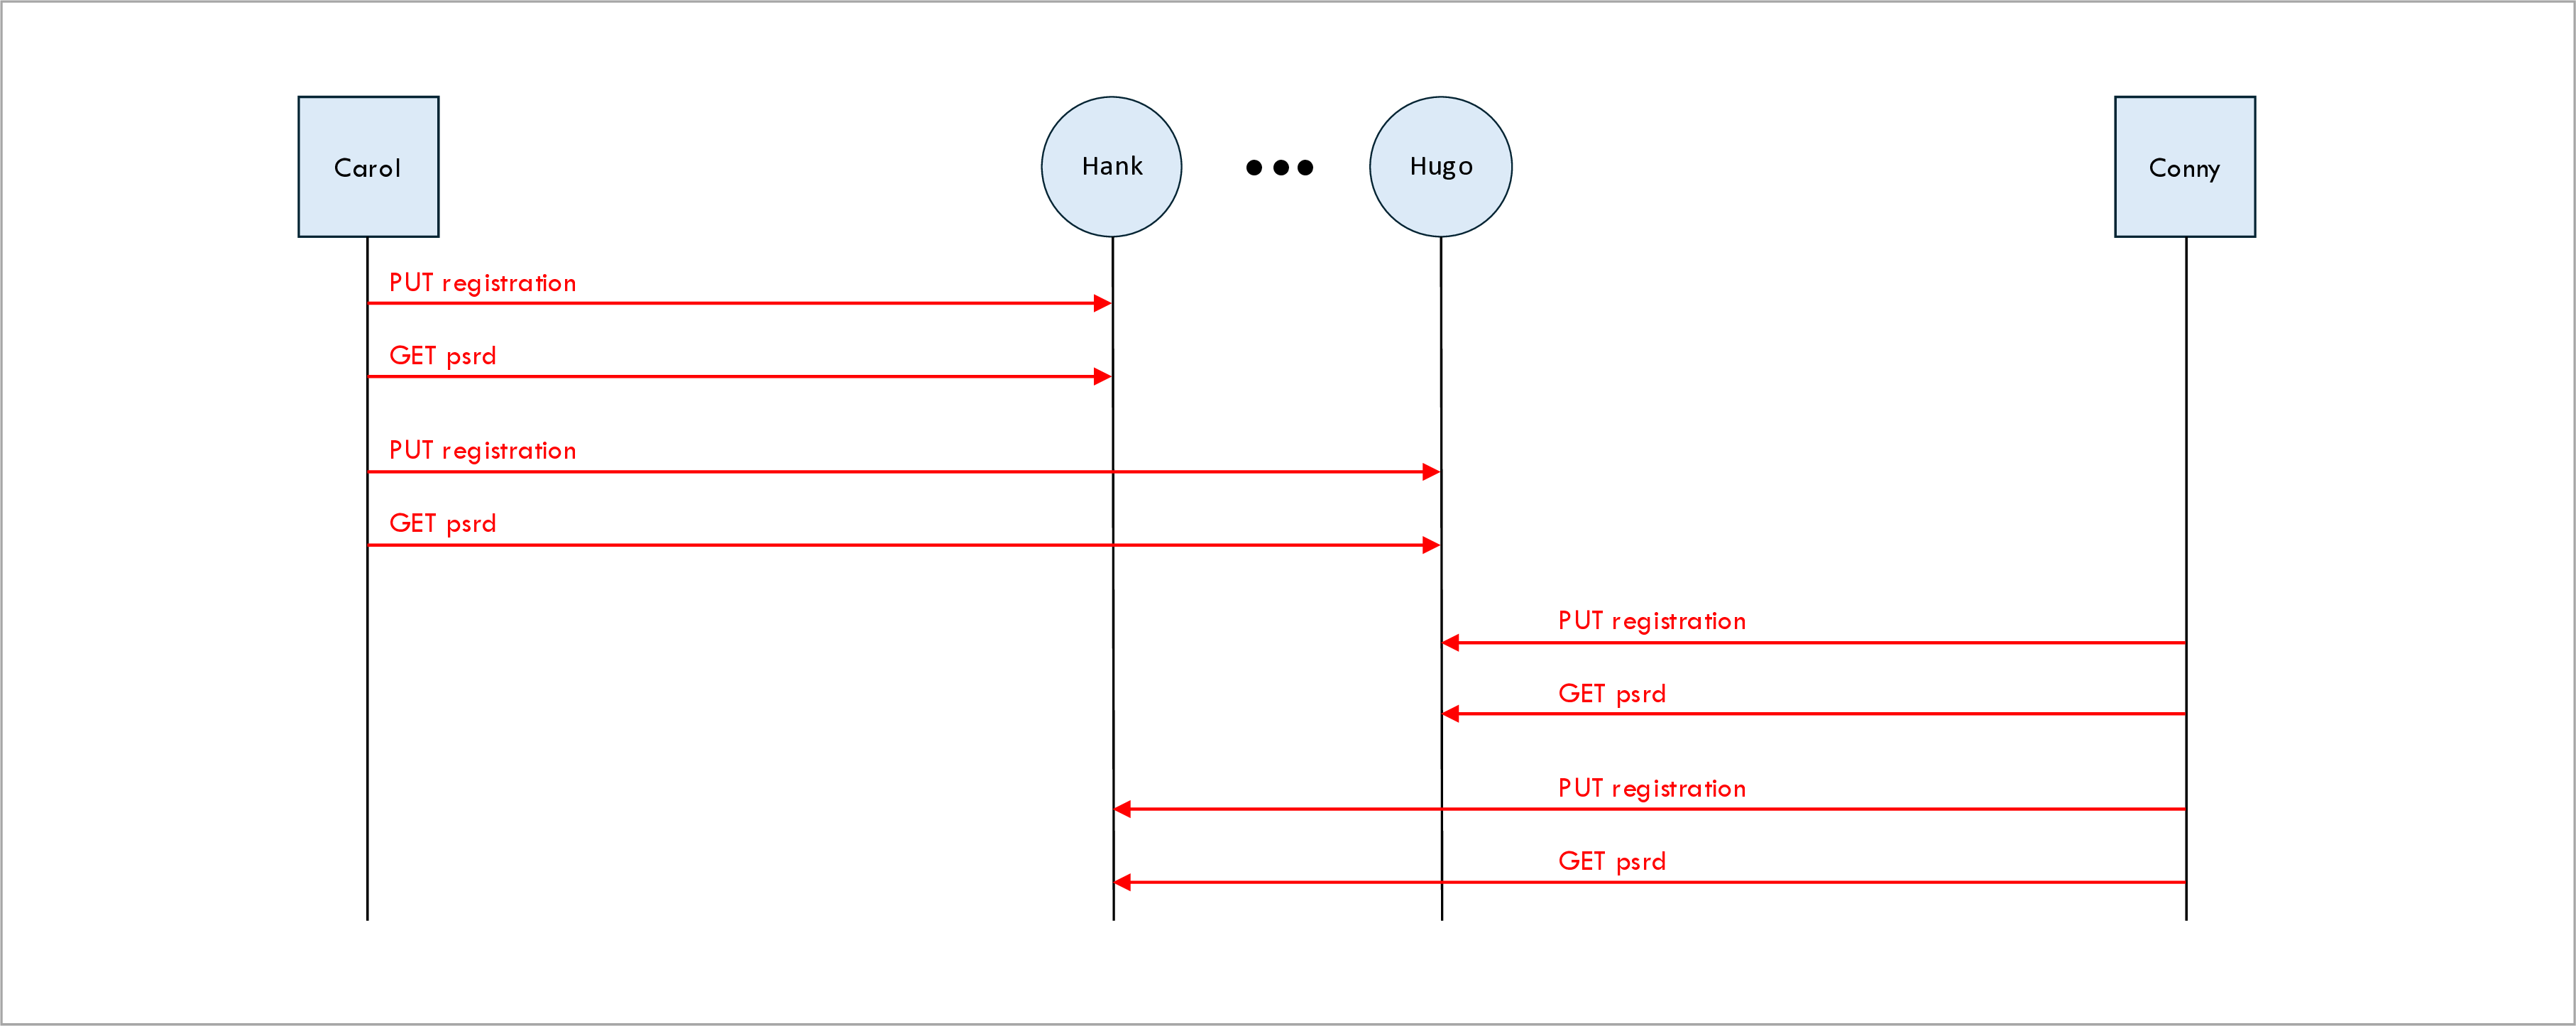 Carol
Hank
Hugo
Conny
PUT registration
GET psrd
PUT registration
GET psrd
PUT registration
GET psrd
PUT registration
GET psrd